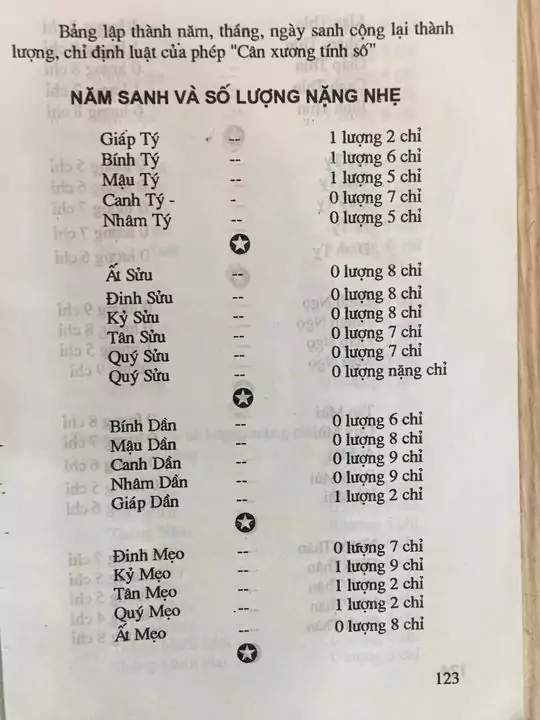 Bảng lập thành năm, tháng, ngày sanh cộng lại thành
lượng, chỉ định luật của phép "Cân xương tính số"
NĂM SANH VÀ SỐ LƯỢNG NẶNG NHẸ
Giáp Tý -- 1 lượng 2 chỉ
Bính Tý -- 1 lượng 6 chỉ
Mậu Tý -- 1 lượng 5 chỉ
Canh Tý - - 0 lượng 7 chỉ
Nhâm Tý -- 0 lượng 5 chỉ
Ất Sửu -- 0 lượng 8 chỉ
Đinh Sửu -- 0 lượng 8 chỉ
Kỷ Sửu -- 0 lượng 8 chỉ
Tân Sửu -- 0 lượng 7 chỉ
Quý Sửu -- 0 lượng 7 chỉ
Quý Sửu -- 0 lượng nặng chỉ
Bính Dần -- 0 lượng 6 chỉ
Mậu Dần -- 0 lượng 8 chỉ
Canh Dần -- 0 lượng 9 chỉ
Nhâm Dần -- 0 lượng 9 chỉ
Giáp Dần -- 1 lượng 2 chỉ
Đinh Mẹo -- 0 lượng 7 chỉ
Kỷ Mẹo -- 1 lượng 9 chỉ
Tân Mẹo -- 1 lượng 2 chỉ
Quý Mẹo -- 1 lượng 2 chỉ
Ất Mẹo -- 0 lượng 8 chỉ
123